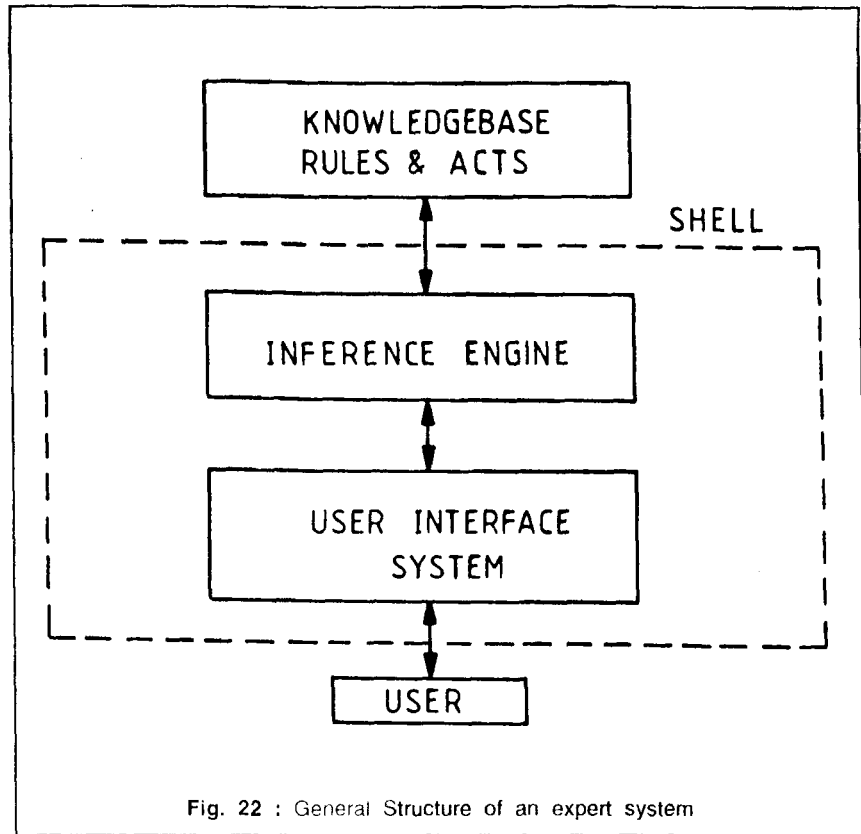 KNOWLEDGEBASE
RULES & ACTS
SHELL
INFERENCE ENGINE
USER INTERFACE
SYSTEM
USER
Fig. 22 : General Structure of an expert system